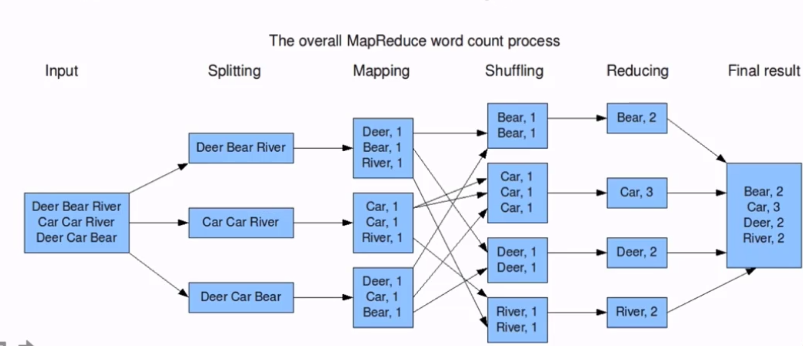 The overall MapReduce word count process
Input
Splitting
Mapping
Shuffling
Reducing
Final result
Deer Bear River
Car Car River
Deer Car Bear
Deer Bear River
Car Car River
Deer Car Bear
Deer, 1
Bear, 1
River, 1
Car, 1
Car, 1
River, 1
Deer, 1
Car, 1
Bear, 1
Bear, 1
Bear, 1
Car, 1
Car, 1
Car, 1
Deer, 1
Deer, 1
River, 1
River, 1
Bear, 2
Car, 3
Deer, 2
River, 2
Bear, 2
Car, 3
Deer, 2
River, 2